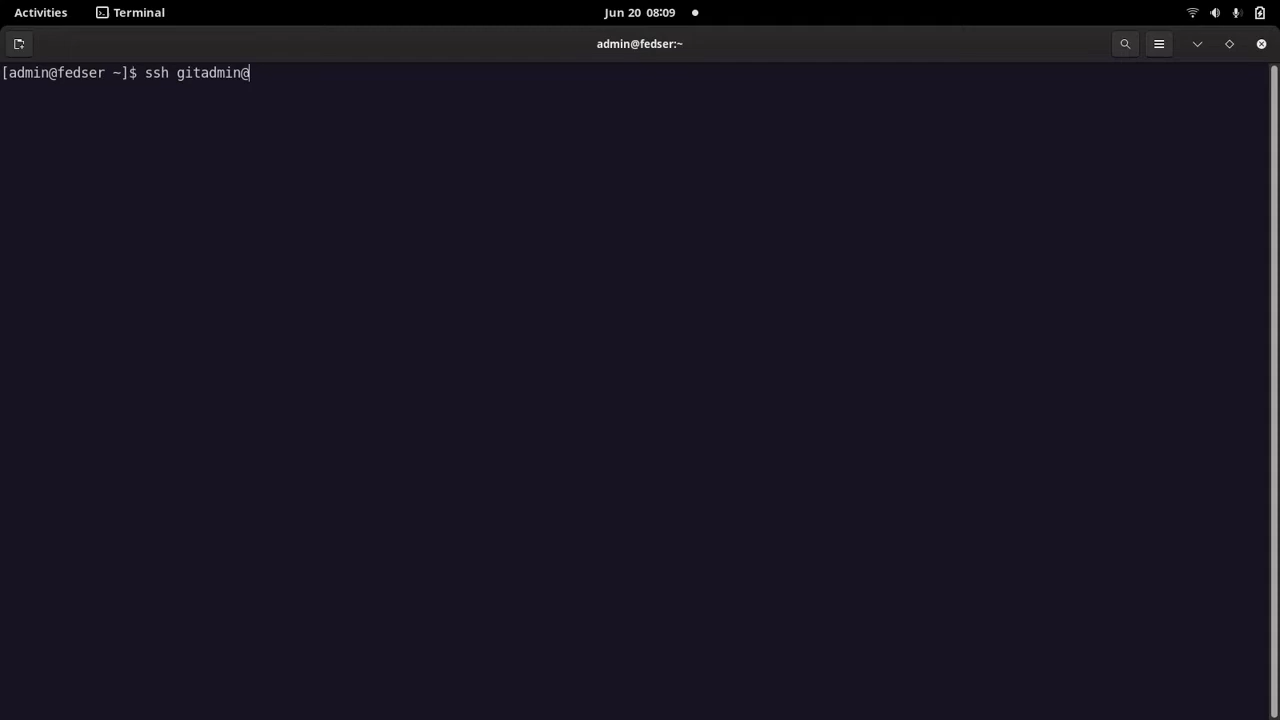 Activities Terminal Jun 20 08:09
admin@fedser:~
[admin@fedser ~]$ ssh gitadmin@